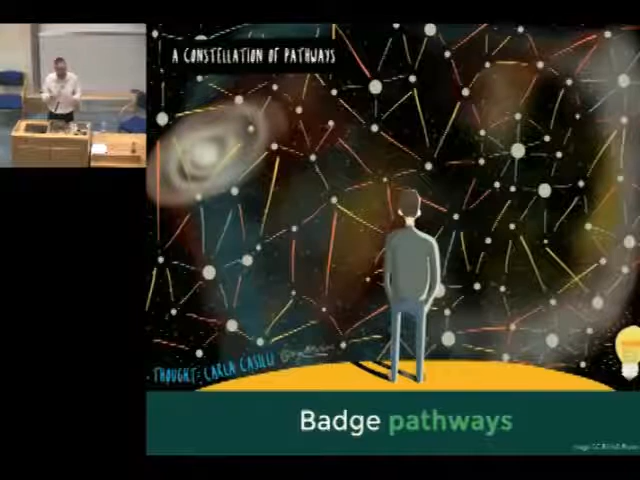 A CONSTELLATION OF PATHWAYS
THOUGHT: CARLA CASILLI
Badge pathways